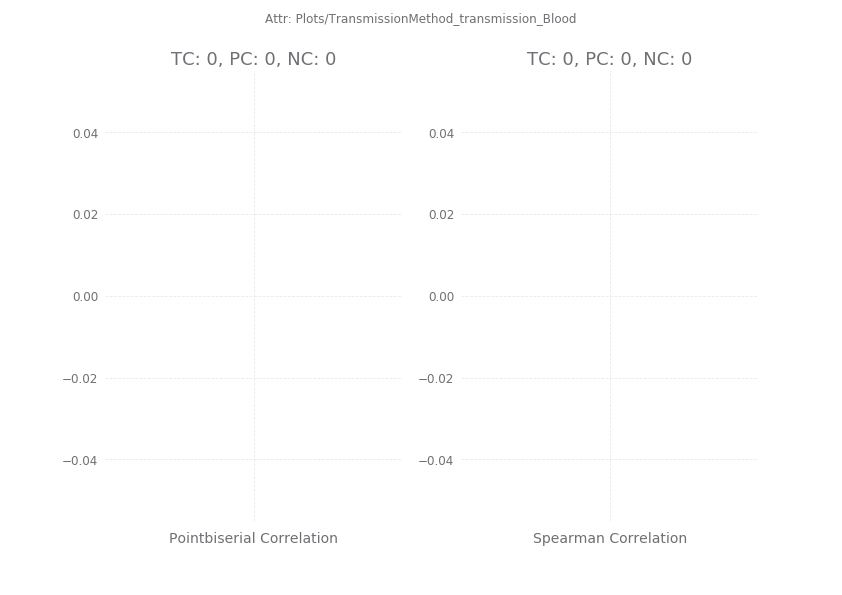 Attr: Plots/TransmissionMethod_transmission_Blood
TC: 0, PC: 0, NC: 0
0.04
0.02
0.00
−0.02
−0.04
Pointbiserial Correlation
TC: 0, PC: 0, NC: 0
0.04
0.02
0.00
−0.02
−0.04
Spearman Correlation